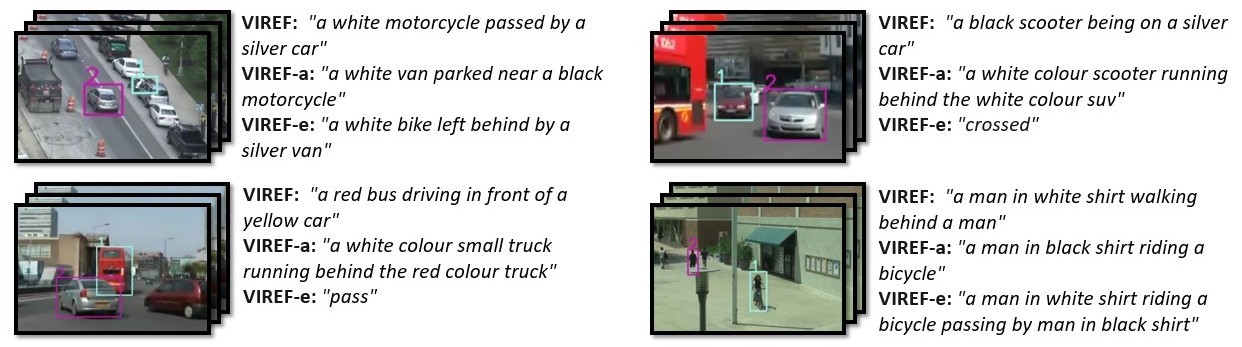 VIREF: "a white motorcycle passed by a
silver car"
VIREF-a: "a white van parked near a black
motorcycle"
VIREF-e: "a white bike left behind by a
silver van"
2
1
VIREF: "a black scooter being on a silver
car"
VIREF-a: "a white colour scooter running
behind the white colour suv"
VIREF-e: "crossed"
1
2
VIREF: "a red bus driving in front of a
yellow car"
VIREF-a: "a white colour small truck
running behind the red colour truck"
VIREF-e: "pass"
VIREF: "a man in white shirt walking
behind a man"
VIREF-a: "a man in black shirt riding a
bicycle"
VIREF-e: "a man in white shirt riding a
bicycle passing by man in black shirt"